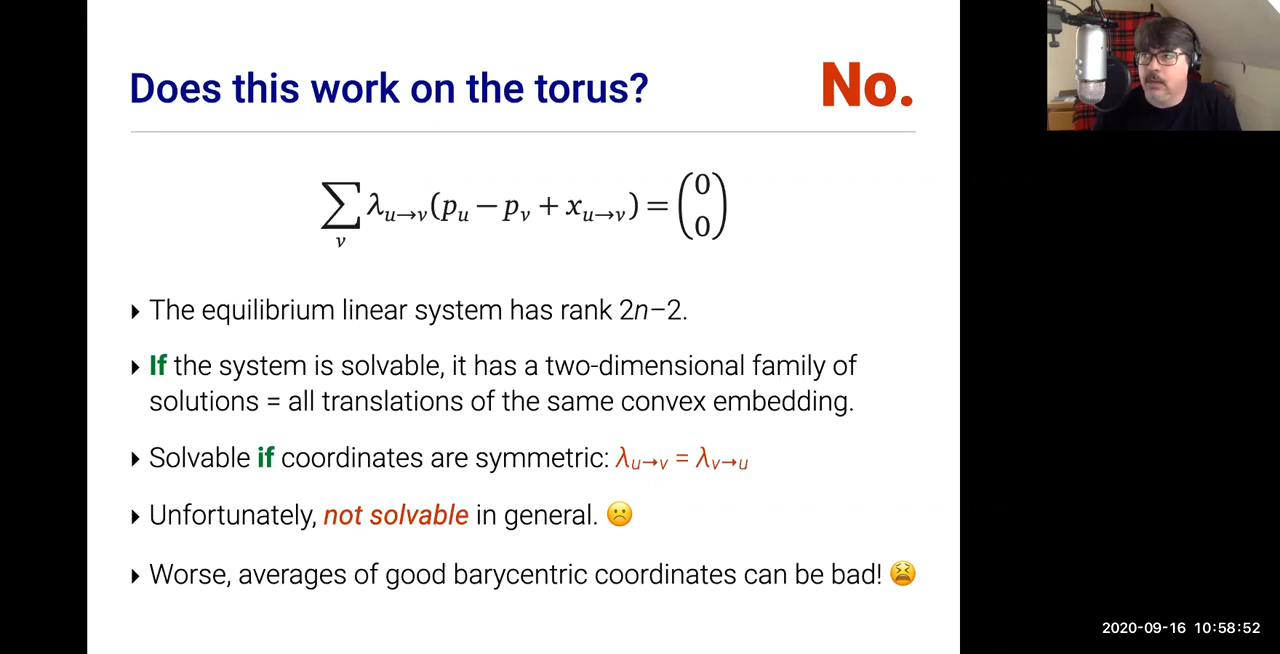 Does this work on the torus?
No.
∑_v λ_{u→v}(p_u − p_v + x_{u→v}) = (0 0)
‣ The equilibrium linear system has rank 2n−2.
‣ If the system is solvable, it has a two-dimensional family of
solutions = all translations of the same convex embedding.
‣ Solvable if coordinates are symmetric: λ_{u→v} = λ_{v→u}
‣ Unfortunately, not solvable in general. ☹️
‣ Worse, averages of good barycentric coordinates can be bad! 😫
2020-09-16 10:58:52